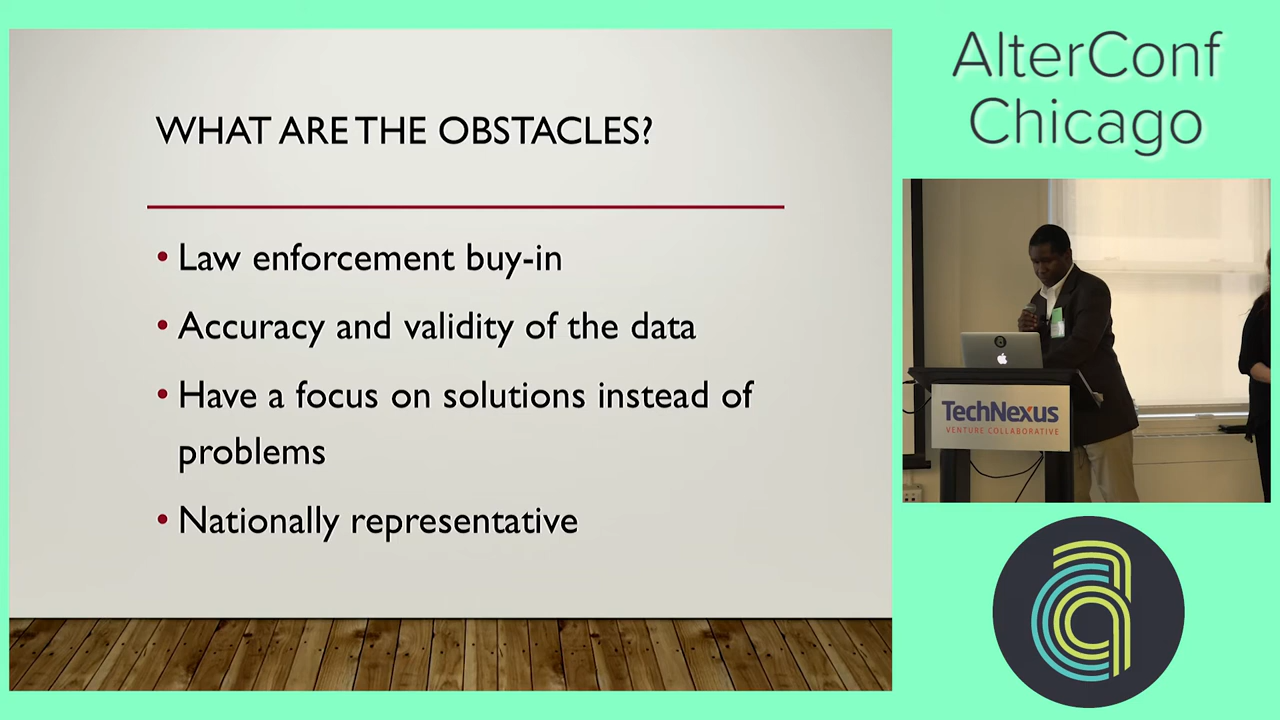 WHAT ARE THE OBSTACLES?
• Law enforcement buy-in
• Accuracy and validity of the data
• Have a focus on solutions instead of
problems
• Nationally representative
AlterConf
Chicago
TechNexus
VENTURE COLLABORATIVE